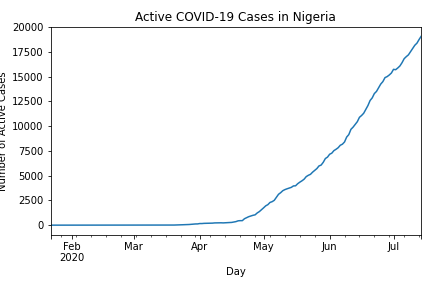 Active COVID-19 Cases in Nigeria
Number of Active Cases
20000
17500
15000
12500
10000
7500
5000
2500
0
Feb Mar Apr May Jun Jul
2020
Day